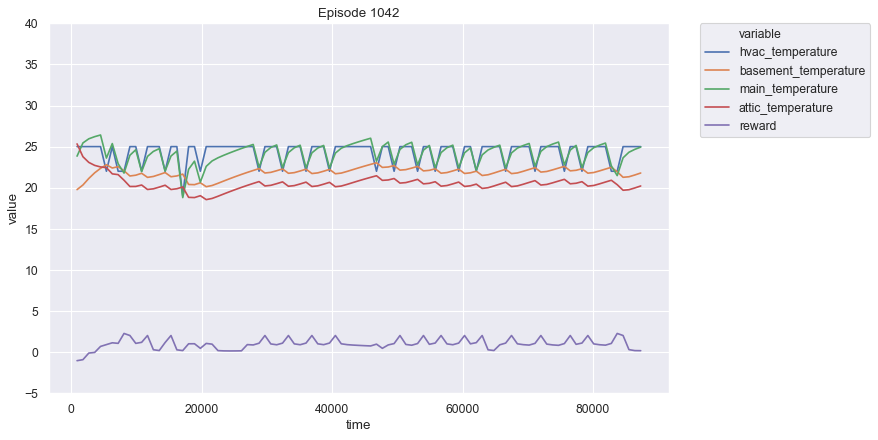 Episode 1042
40
35
30
25
20
15
10
5
0
−5
value
0
20000
40000
60000
80000
time
variable
hvac_temperature
basement_temperature
main_temperature
attic_temperature
reward